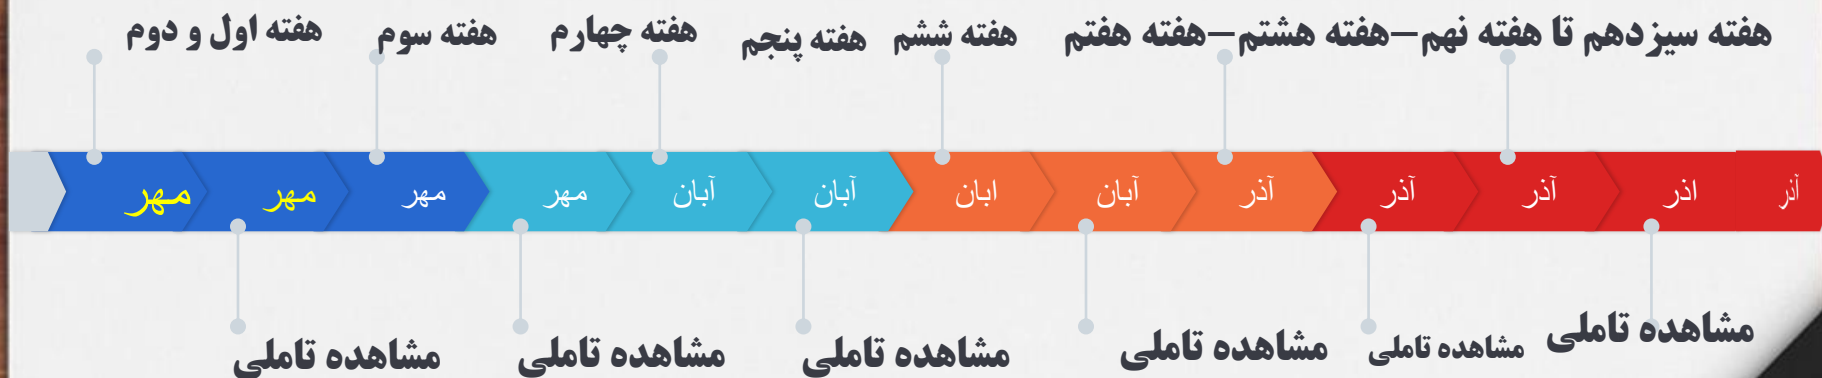 هفته اول و دوم
هفته سوم
هفته چهارم
هفته پنجم
هفته ششم
هفته سیزدهم تا هفته نهم–هفته هشتم–هفته هفتم
مهر
مهر
مهر
مهر
آبان
آبان
ابان
آبان
آذر
آذر
آذر
اذر
آذر
مشاهده تاملی
مشاهده تاملی
مشاهده تاملی
مشاهده تاملی
مشاهده تاملی
مشاهده تاملی